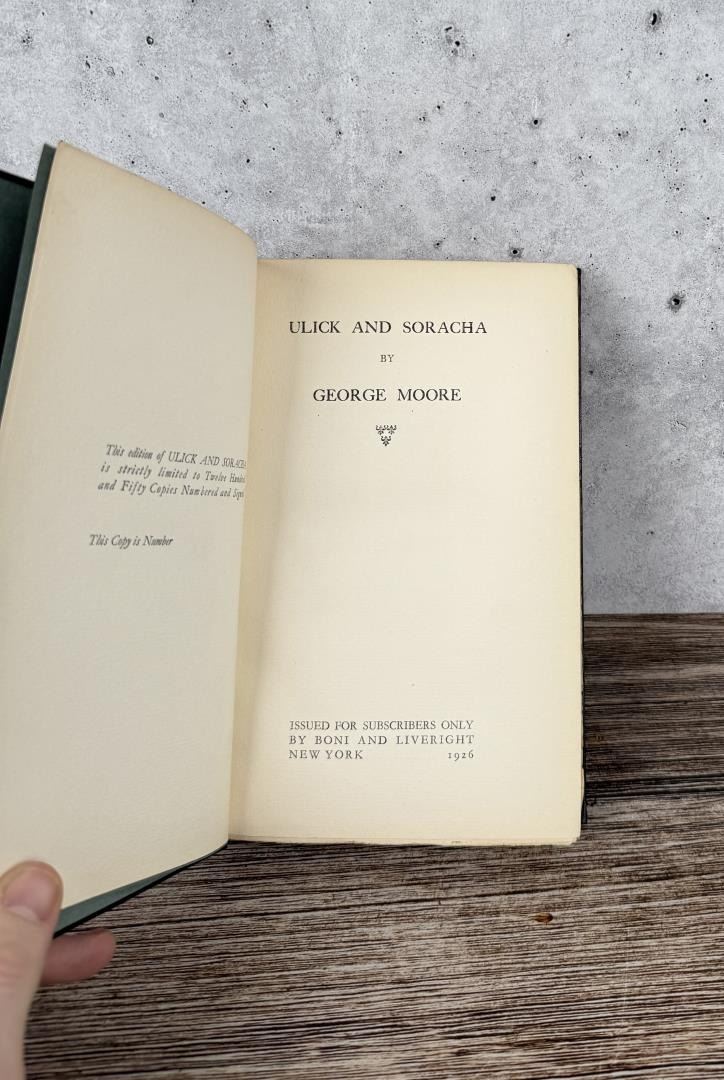 This edition of ULICK AND SORACHA
is strictly limited to Twelve
and Fifty Copies Numbered and
This Copy is Number
ULICK AND SORACHA
BY
GEORGE MOORE
ISSUED FOR SUBSCRIBERS ONLY
BY BONI AND LIVERIGHT
NEW YORK 1926